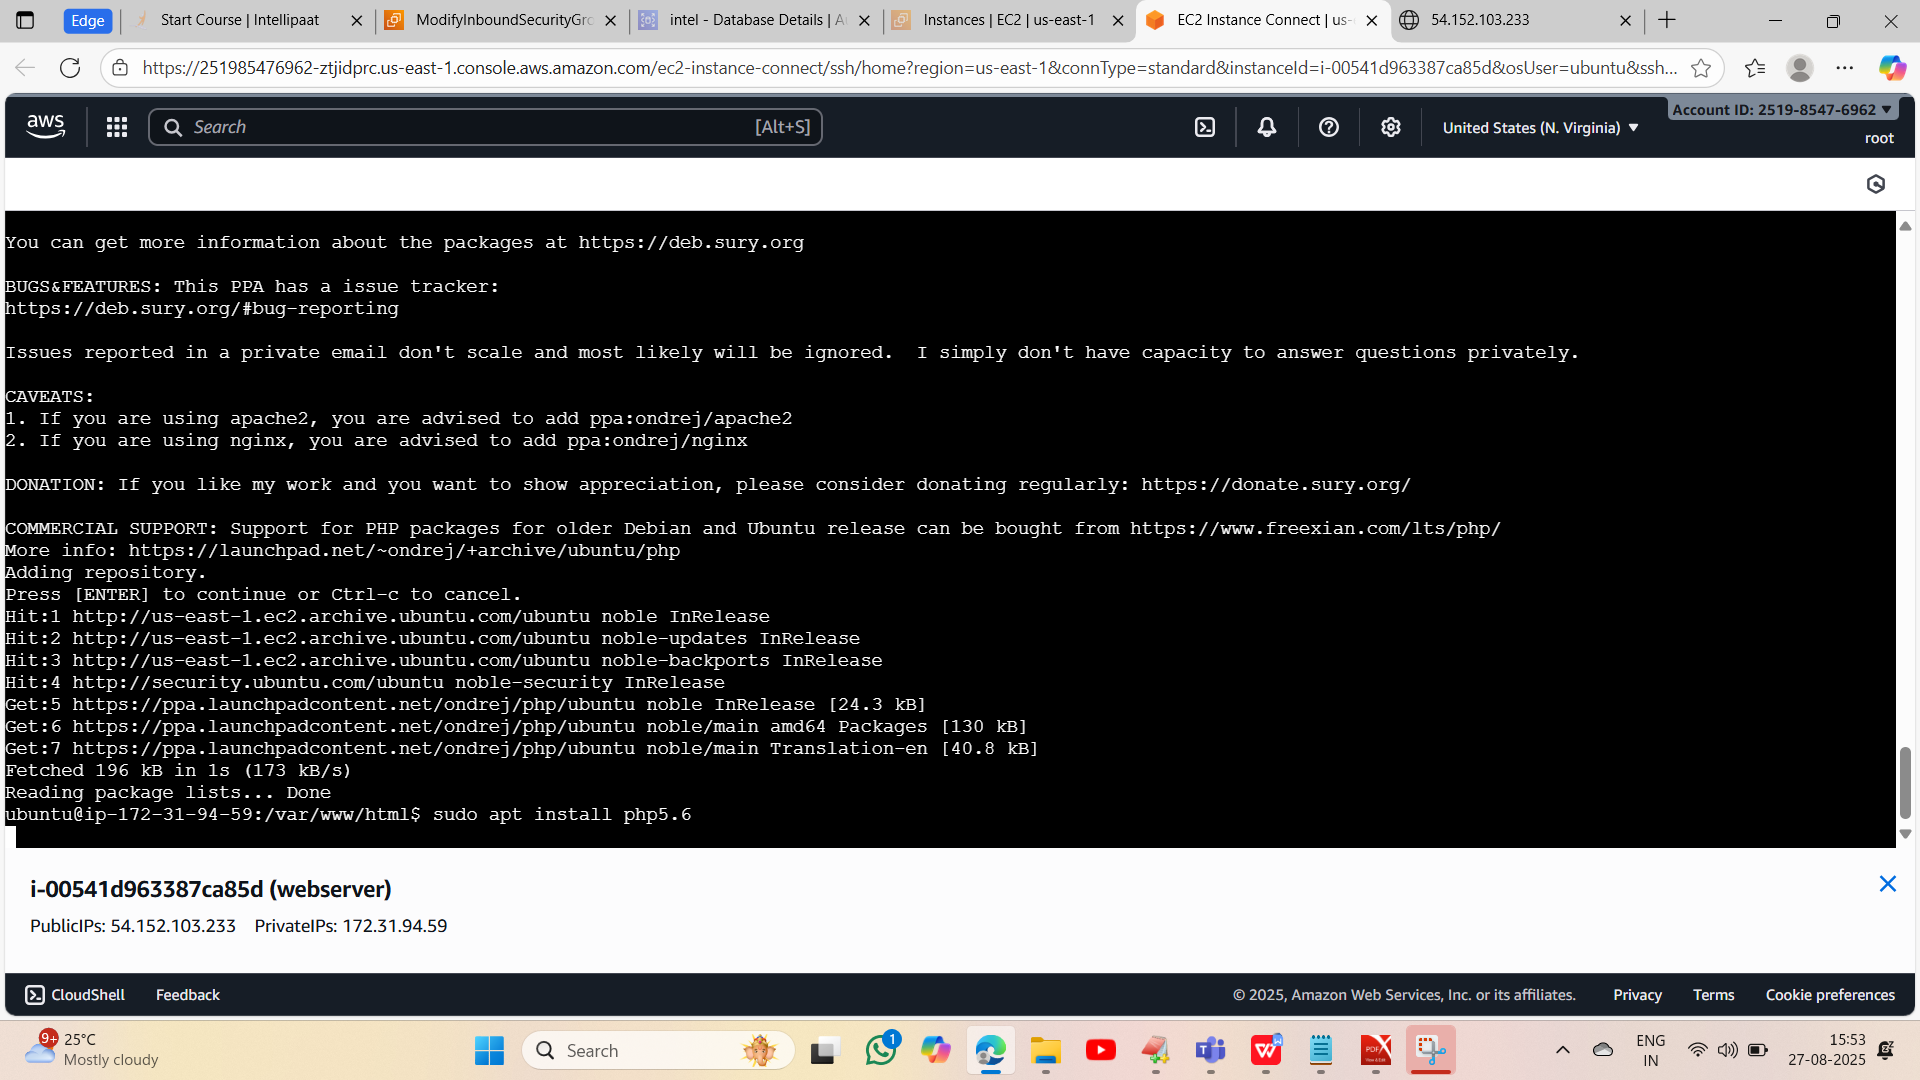 Edge
Start Course | Intellipaat
ModifyInboundSecurityGro
intel - Database Details | Au
Instances | EC2 | us-east-1
EC2 Instance Connect | us-
54.152.103.233
https://251985476962-ztjidprc.us-east-1.console.aws.amazon.com/ec2-instance-connect/ssh/home?region=us-east-1&connType=standard&instanceId=i-00541d963387ca85d&osUser=ubuntu&ssh...
aws
Search
[Alt+S]
United States (N. Virginia)
Account ID: 2519-8547-6962
root
You can get more information about the packages at https://deb.sury.org
BUGS&FEATURES: This PPA has a issue tracker:
https://deb.sury.org/#bug-reporting
Issues reported in a private email don't scale and most likely will be ignored.  I simply don't have capacity to answer questions privately.
CAVEATS:
1. If you are using apache2, you are advised to add ppa:ondrej/apache2
2. If you are using nginx, you are advised to add ppa:ondrej/nginx
DONATION: If you like my work and you want to show appreciation, please consider donating regularly: https://donate.sury.org/
COMMERCIAL SUPPORT: Support for PHP packages for older Debian and Ubuntu release can be bought from https://www.freexian.com/lts/php/
More info: https://launchpad.net/~ondrej/+archive/ubuntu/php
Adding repository.
Press [ENTER] to continue or Ctrl-c to cancel.
Hit:1 http://us-east-1.ec2.archive.ubuntu.com/ubuntu noble InRelease
Hit:2 http://us-east-1.ec2.archive.ubuntu.com/ubuntu noble-updates InRelease
Hit:3 http://us-east-1.ec2.archive.ubuntu.com/ubuntu noble-backports InRelease
Hit:4 http://security.ubuntu.com/ubuntu noble-security InRelease
Get:5 https://ppa.launchpadcontent.net/ondrej/php/ubuntu noble InRelease [24.3 kB]
Get:6 https://ppa.launchpadcontent.net/ondrej/php/ubuntu noble/main amd64 Packages [130 kB]
Get:7 https://ppa.launchpadcontent.net/ondrej/php/ubuntu noble/main Translation-en [40.8 kB]
Fetched 196 kB in 1s (173 kB/s)
Reading package lists... Done
ubuntu@ip-172-31-94-59:/var/www/html$ sudo apt install php5.6
i-00541d963387ca85d (webserver)
PublicIPs: 54.152.103.233    PrivateIPs: 172.31.94.59
CloudShell
Feedback
© 2025, Amazon Web Services, Inc. or its affiliates.
Privacy
Terms
Cookie preferences
9+
25°C
Mostly cloudy
Search
1
PDF
ENG
IN
15:53
27-08-2025